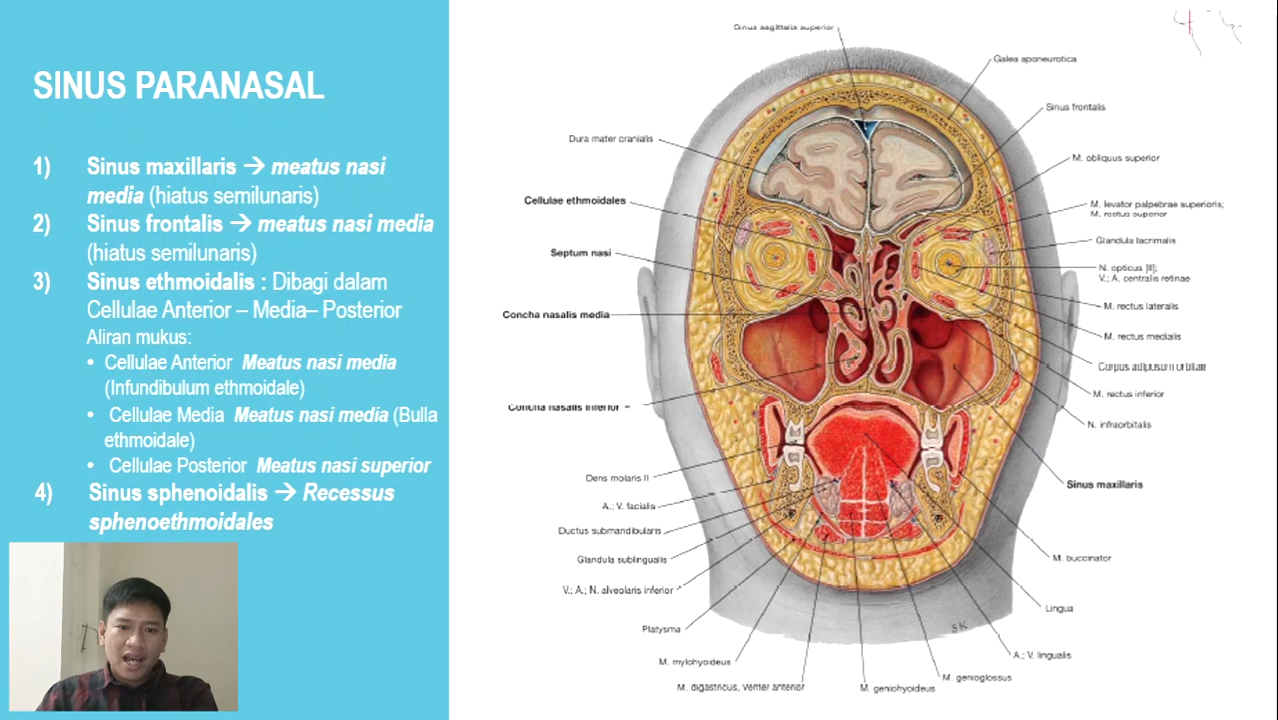 SINUS PARANASAL
1) Sinus maxillaris → meatus nasi
media (hiatus semilunaris)
2) Sinus frontalis → meatus nasi media
(hiatus semilunaris)
3) Sinus ethmoidalis : Dibagi dalam
Cellulae Anterior – Media– Posterior
Aliran mukus:
• Cellulae Anterior Meatus nasi media
(Infundibulum ethmoidale)
• Cellulae Media Meatus nasi media (Bulla
ethmoidale)
• Cellulae Posterior Meatus nasi superior
4) Sinus sphenoidalis → Recessus
sphenoethmoidales
Sinus sagittalis superior
Dura mater cranialis
Cellulae ethmoidales
Septum nasi
Concha nasalis media
Concha nasalis inferior
Dens molaris II
A.; V. facialis
Ductus submandibularis
Glandula sublingualis
V.; A.; N. alveolaris inferior
Platysma
M. mylohyoideus
M. digastricus, Venter anterior
M. geniohyoideus
Galea aponeurotica
Sinus frontalis
M. obliquus superior
M. levator palpebrae superioris;
M. rectus superior
Glandula lacrimalis
N. opticus [II];
V.; A. centralis retinae
M. rectus lateralis
M. rectus medialis
Corpus adiposum orbitae
M. rectus inferior
N. infraorbitalis
Sinus maxillaris
M. buccinator
Lingua
A.; V. lingualis
M. genioglossus
SK